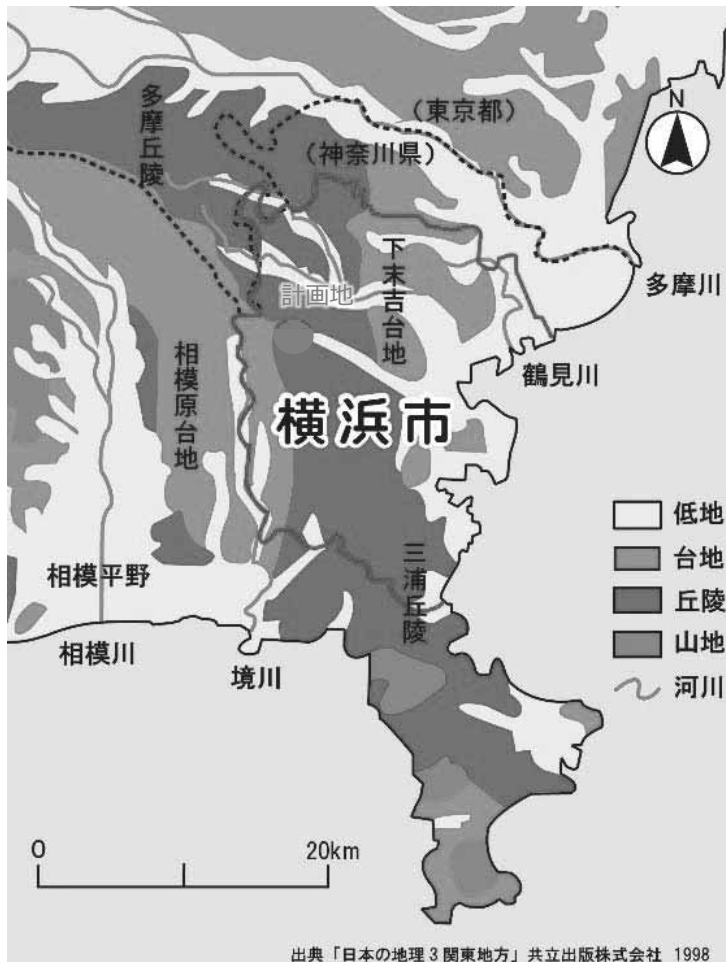 N
（東京都）
多摩丘陵
（神奈川県）
下末吉台地
多摩川
計画地
鶴見川
相模原台地
横浜市
低地
台地
三浦丘陵
相模平野
丘陵
相模川
境川
山地
河川
0
20km
出典「日本の地理３関東地方」共立出版株式会社 1998